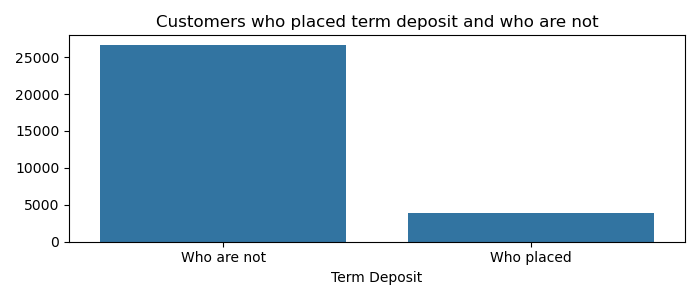 Customers who placed term deposit and who are not
25000
20000
15000
10000
5000
0
Who are not
Who placed
Term Deposit